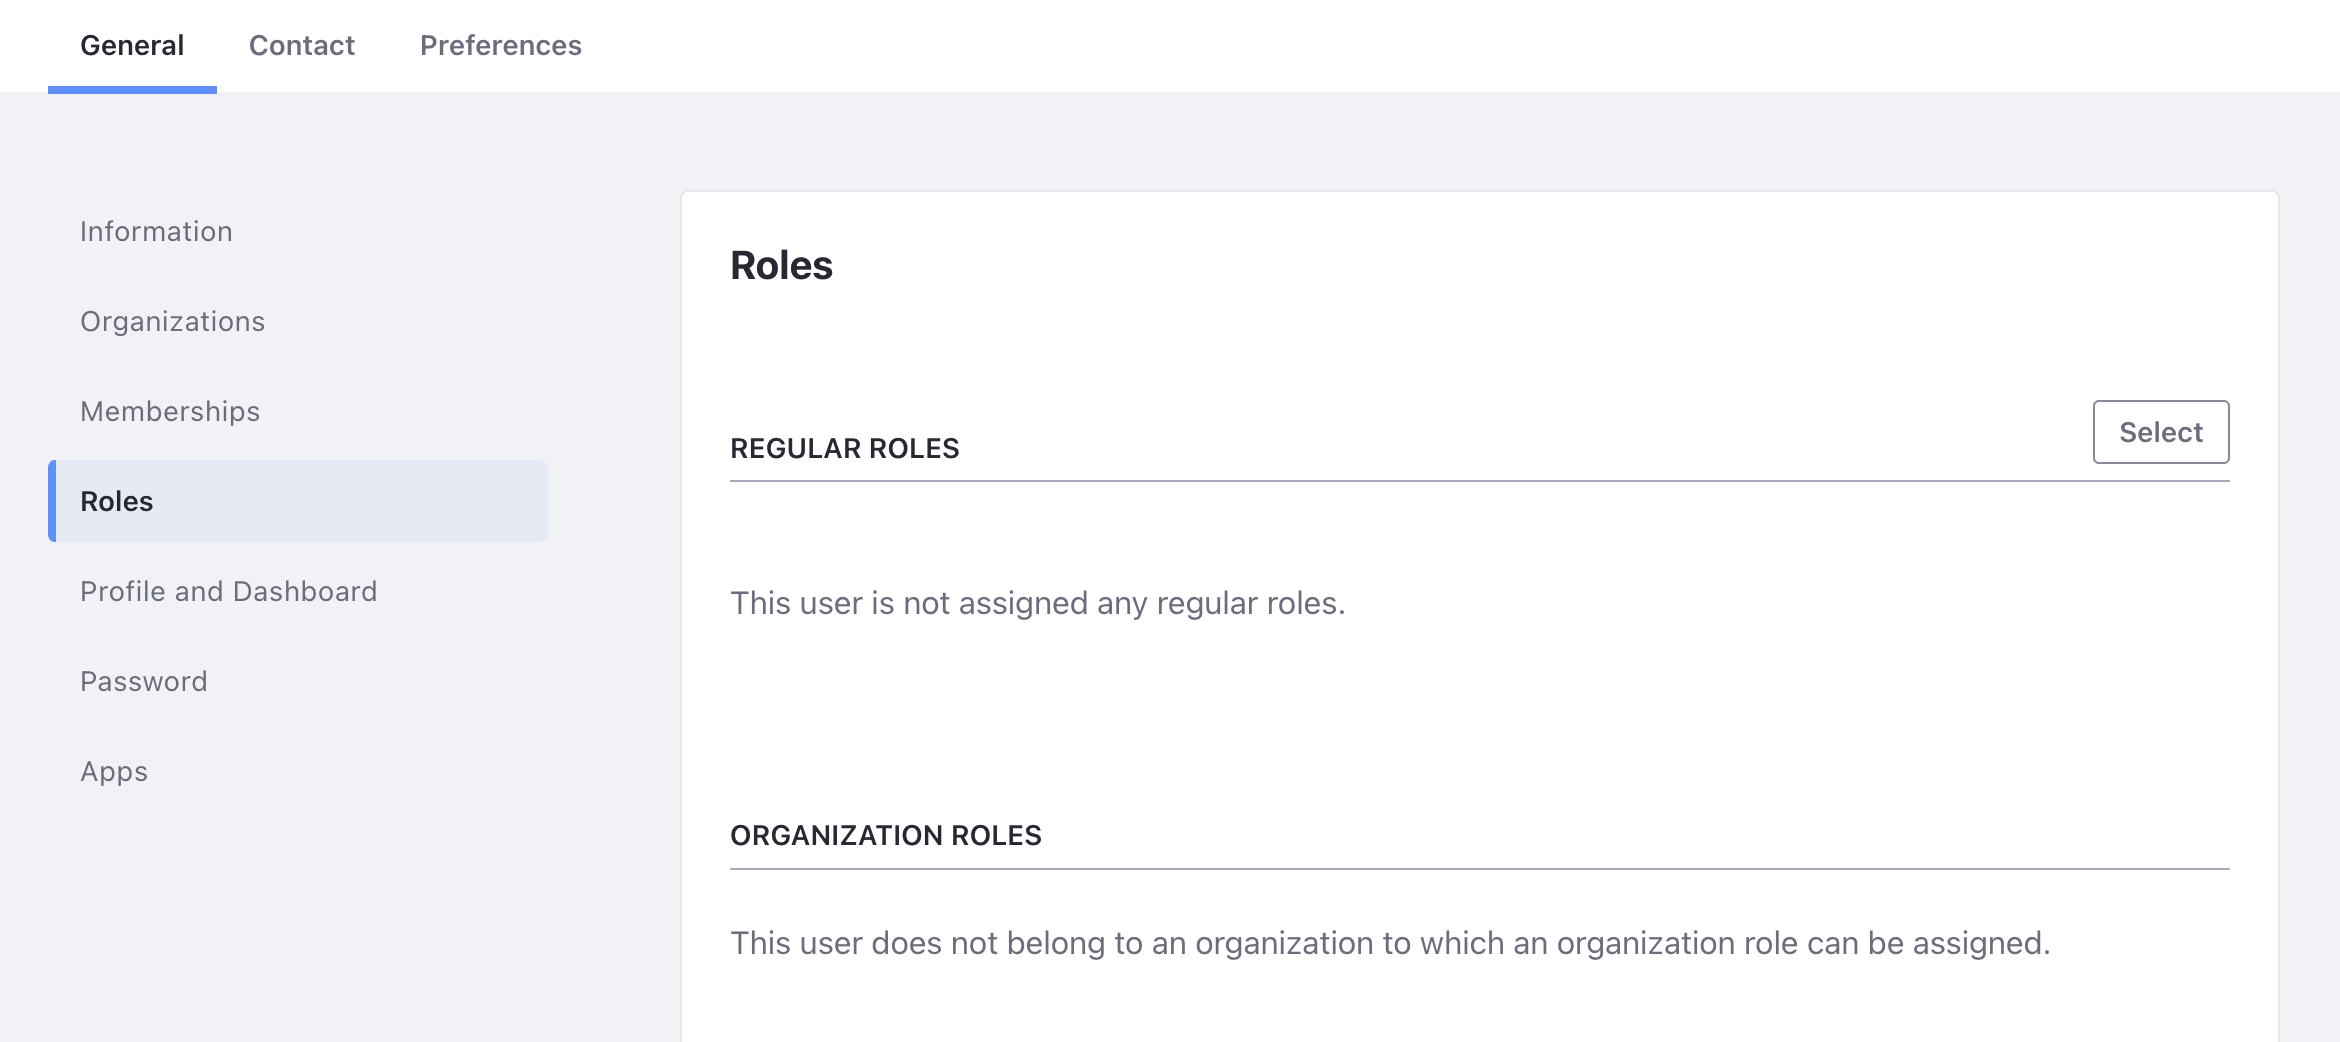 General Contact Preferences
Information
Organizations
Memberships
Roles
Profile and Dashboard
Password
Apps
Roles
REGULAR ROLES
Select
This user is not assigned any regular roles.
ORGANIZATION ROLES
This user does not belong to an organization to which an organization role can be assigned.